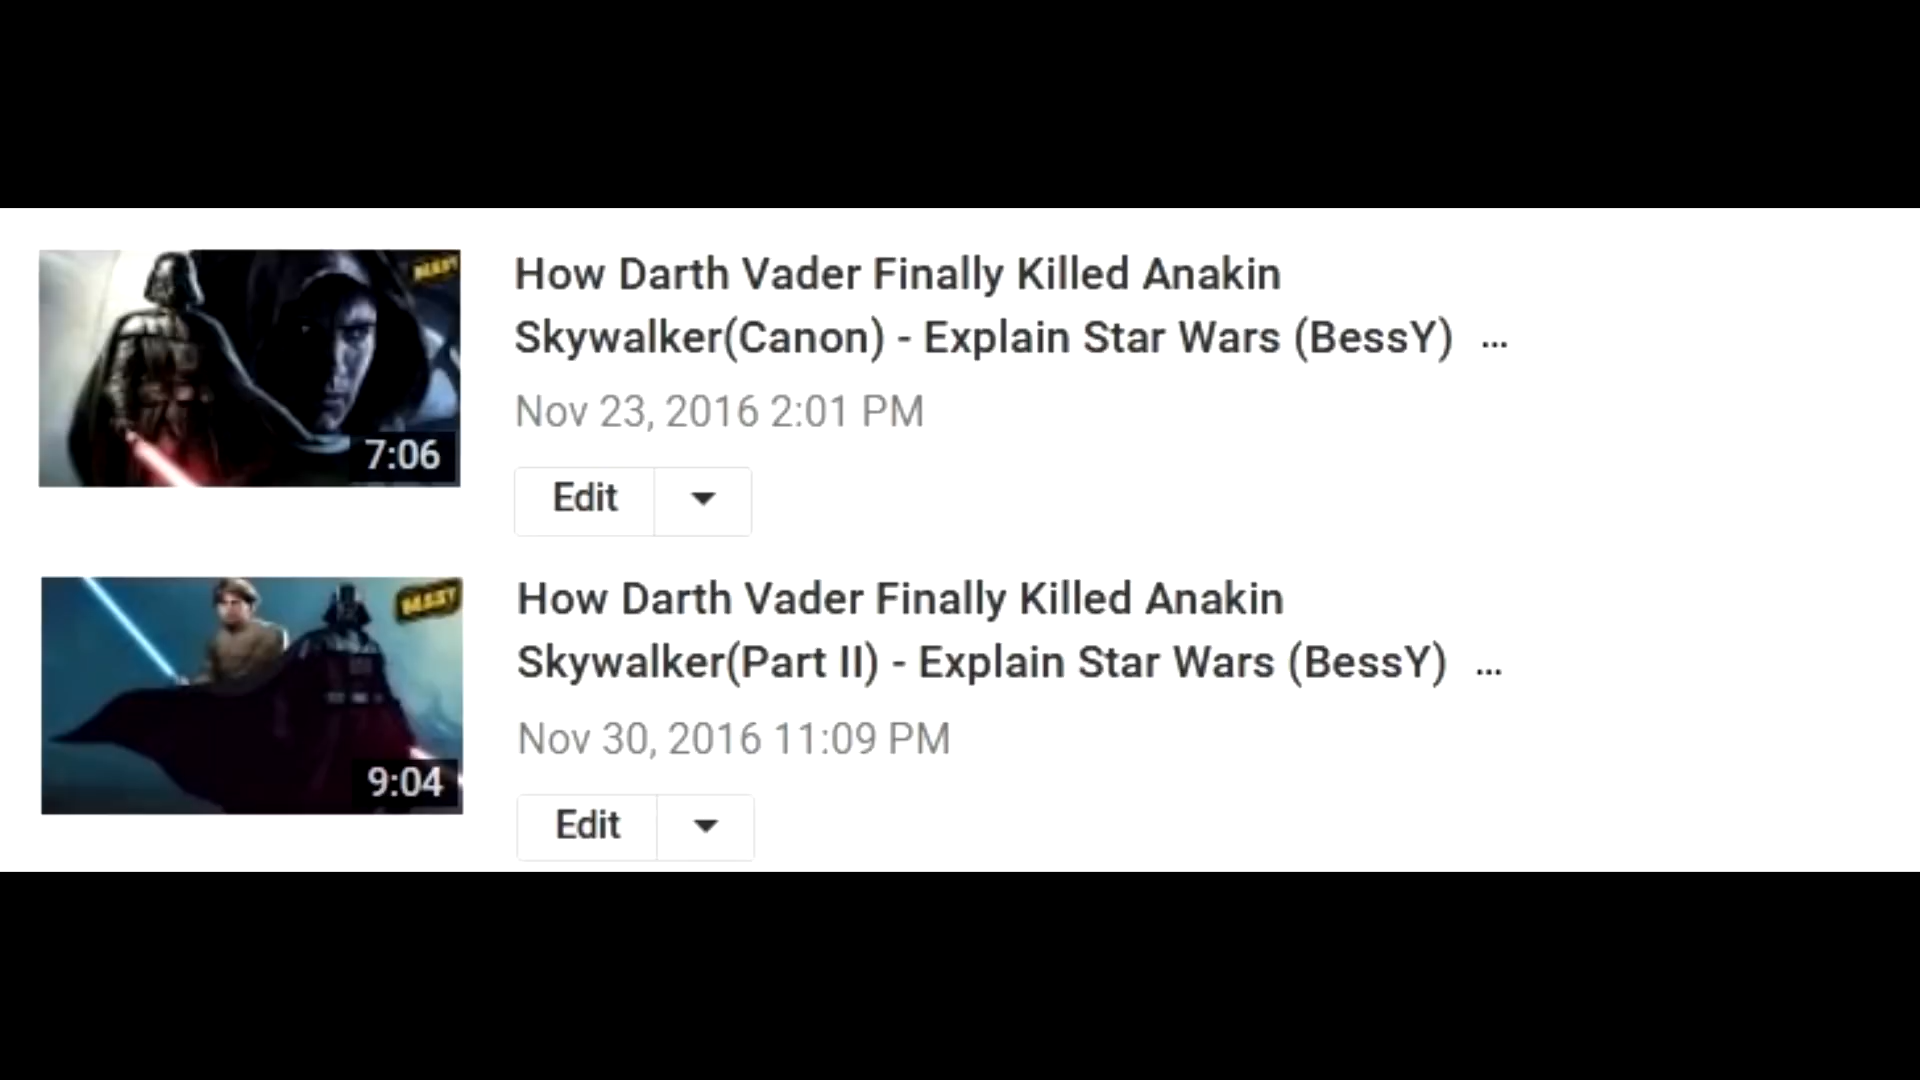 BESSY
7:06
How Darth Vader Finally Killed Anakin
Skywalker(Canon) - Explain Star Wars (BessY) ...
Nov 23, 2016 2:01 PM
Edit
BESSY
9:04
How Darth Vader Finally Killed Anakin
Skywalker(Part II) - Explain Star Wars (BessY) ...
Nov 30, 2016 11:09 PM
Edit